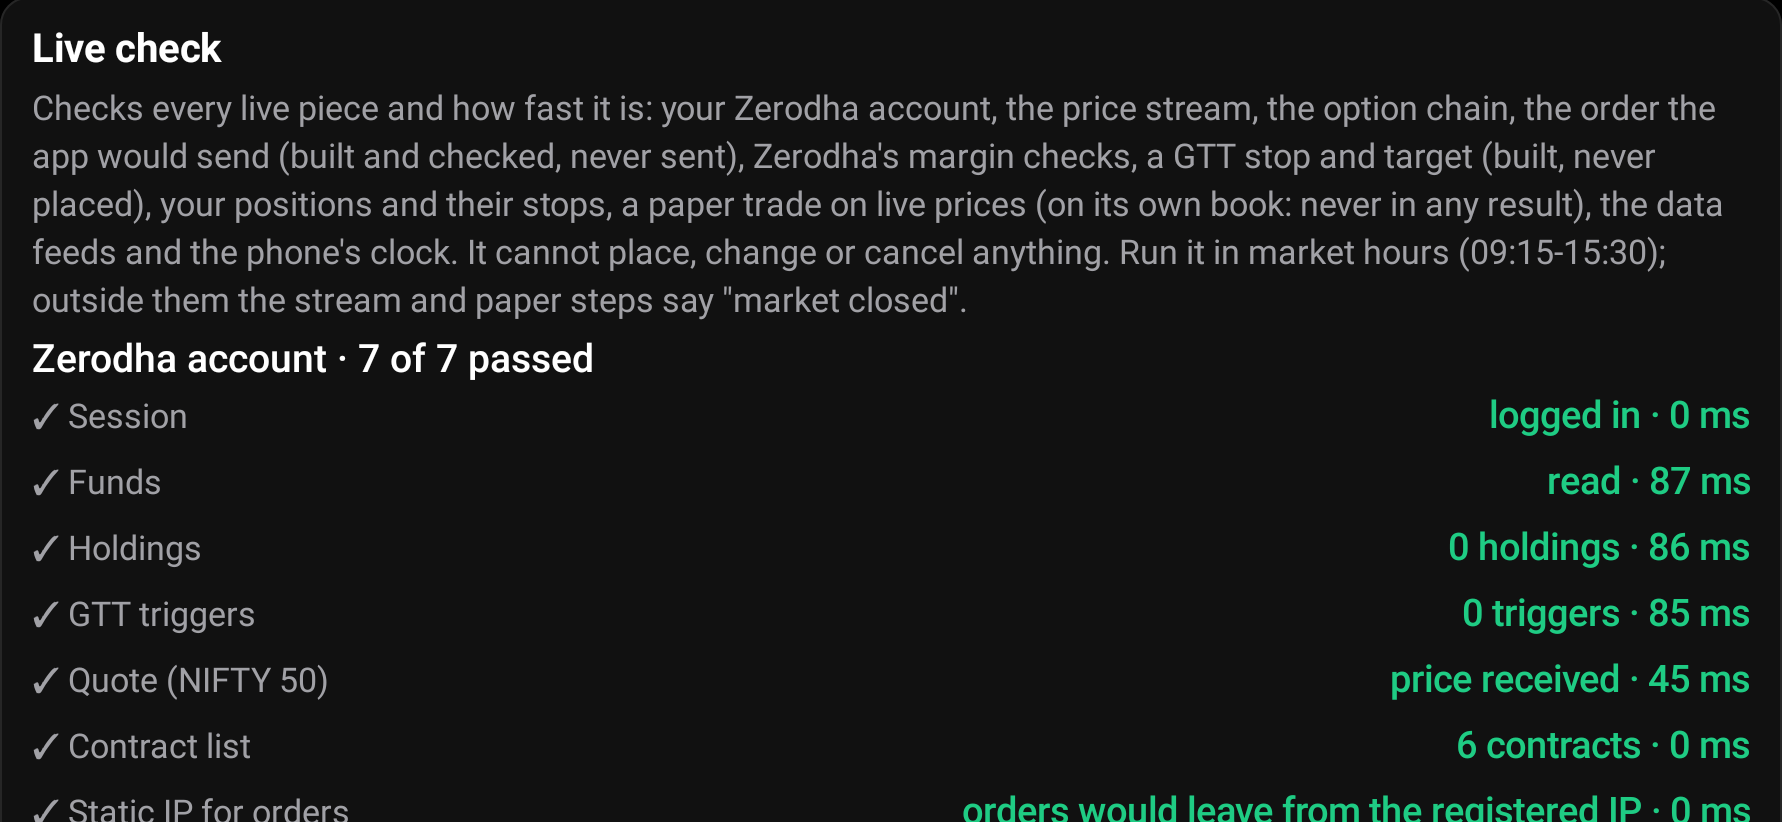 Live check
Checks every live piece and how fast it is: your Zerodha account, the price stream, the option chain, the order the
app would send (built and checked, never sent), Zerodha's margin checks, a GTT stop and target (built, never
placed), your positions and their stops, a paper trade on live prices (on its own book: never in any result), the data
feeds and the phone's clock. It cannot place, change or cancel anything. Run it in market hours (09:15-15:30);
outside them the stream and paper steps say "market closed".
Zerodha account · 7 of 7 passed
✓ Session logged in · 0 ms
✓ Funds read · 87 ms
✓ Holdings 0 holdings · 86 ms
✓ GTT triggers 0 triggers · 85 ms
✓ Quote (NIFTY 50) price received · 45 ms
✓ Contract list 6 contracts · 0 ms
✓ Static IP for orders orders would leave from the registered IP · 0 ms